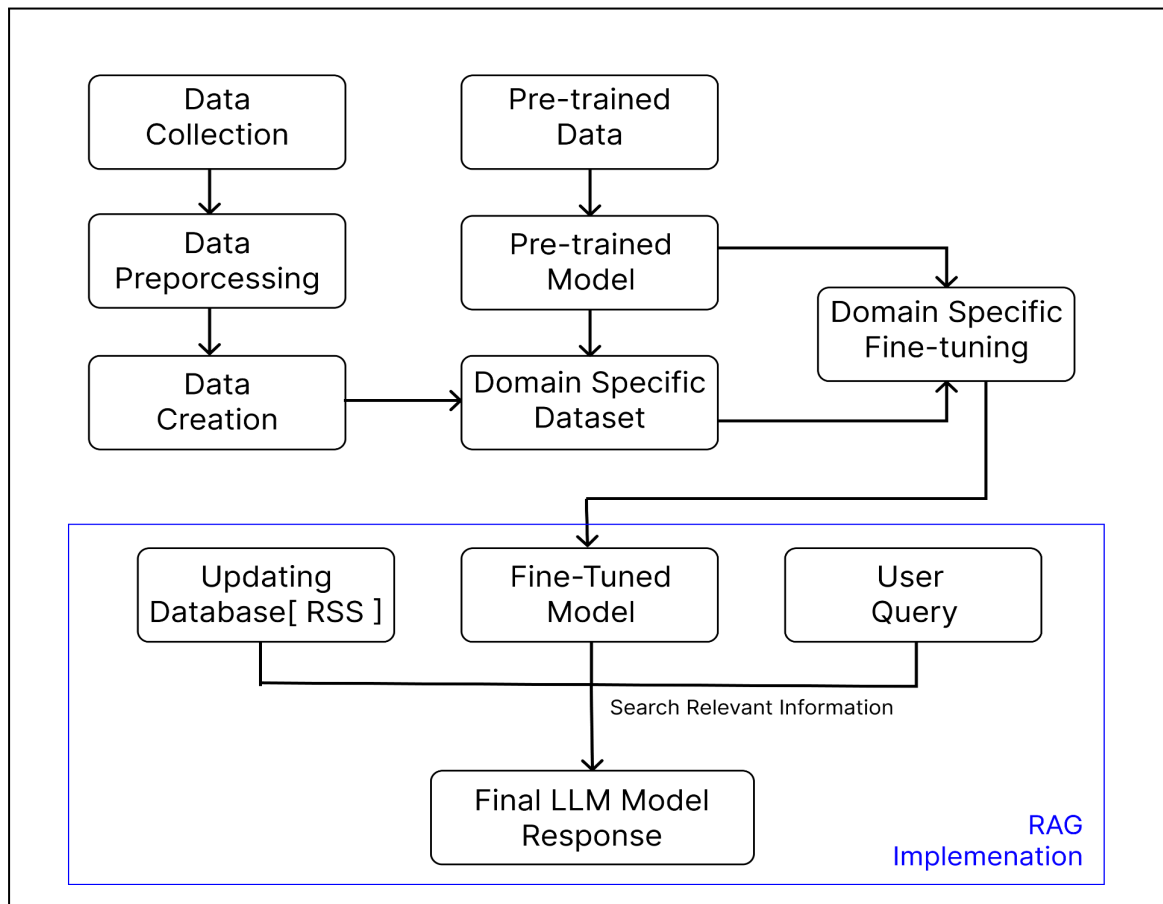 Data
Collection
Pre-trained
Data
Data
Preporcessing
Pre-trained
Model
Domain Specific
Fine-tuning
Data
Creation
Domain Specific
Dataset
Updating
Database[ RSS ]
Fine-Tuned
Model
User
Query
Search Relevant Information
Final LLM Model
Response
RAG
Implemenation